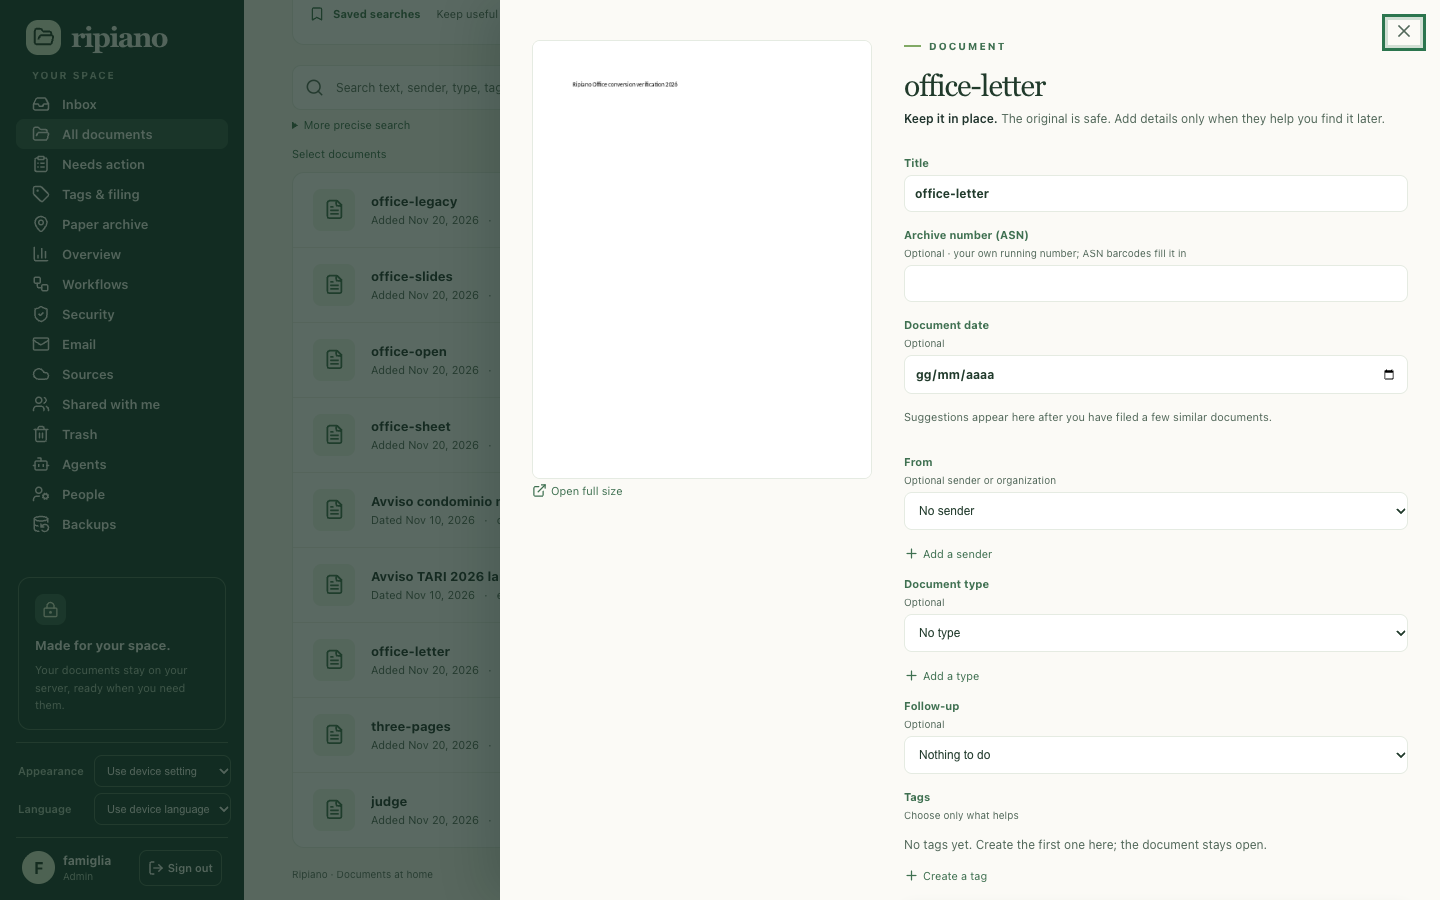 ripiano
YOUR SPACE
Inbox
All documents
Needs action
Tags & filing
Paper archive
Overview
Workflows
Security
Email
Sources
Shared with me
Trash
Agents
People
Backups
Made for your space.
Your documents stay on your
server, ready when you need
them.
Appearance
Use device setting
Language
Use device language
F
famiglia
Admin
Sign out
Saved searches Keep useful
Search text, sender, type, tag
More precise search
Select documents
office-legacy
Added Nov 20, 2026 ·
office-slides
Added Nov 20, 2026 ·
office-open
Added Nov 20, 2026 ·
office-sheet
Added Nov 20, 2026 ·
Avviso condominio
Dated Nov 10, 2026 ·
Avviso TARI 2026 la
Dated Nov 10, 2026 ·
office-letter
Added Nov 20, 2026 ·
three-pages
Added Nov 20, 2026 ·
judge
Added Nov 20, 2026 ·
Ripiano · Documents at home
Ripiano Office conversion verification 2026
Open full size
DOCUMENT
office-letter
Keep it in place. The original is safe. Add details only when they help you find it later.
Title
office-letter
Archive number (ASN)
Optional · your own running number; ASN barcodes fill it in
Document date
Optional
gg/mm/aaaa
Suggestions appear here after you have filed a few similar documents.
From
Optional sender or organization
No sender
Add a sender
Document type
Optional
No type
Add a type
Follow-up
Optional
Nothing to do
Tags
Choose only what helps
No tags yet. Create the first one here; the document stays open.
Create a tag